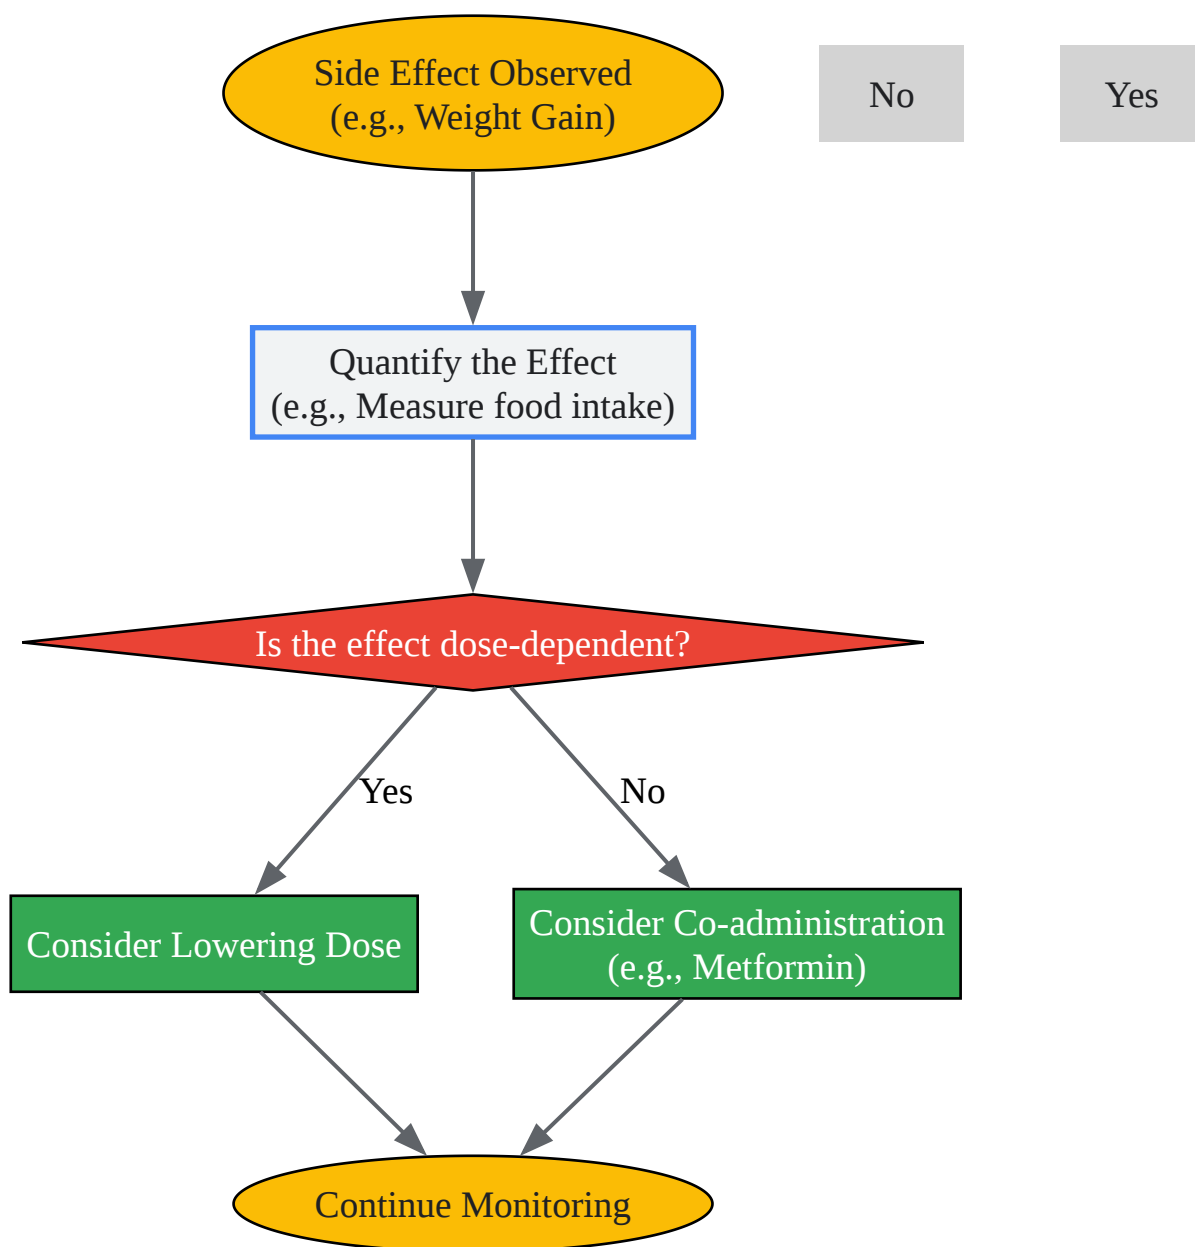 Side Effect Observed
(e.g., Weight Gain)
No
Yes
Quantify the Effect
(e.g., Measure food intake)
Is the effect dose-dependent?
Yes
No
Consider Lowering Dose
Consider Co-administration
(e.g., Metformin)
Continue Monitoring